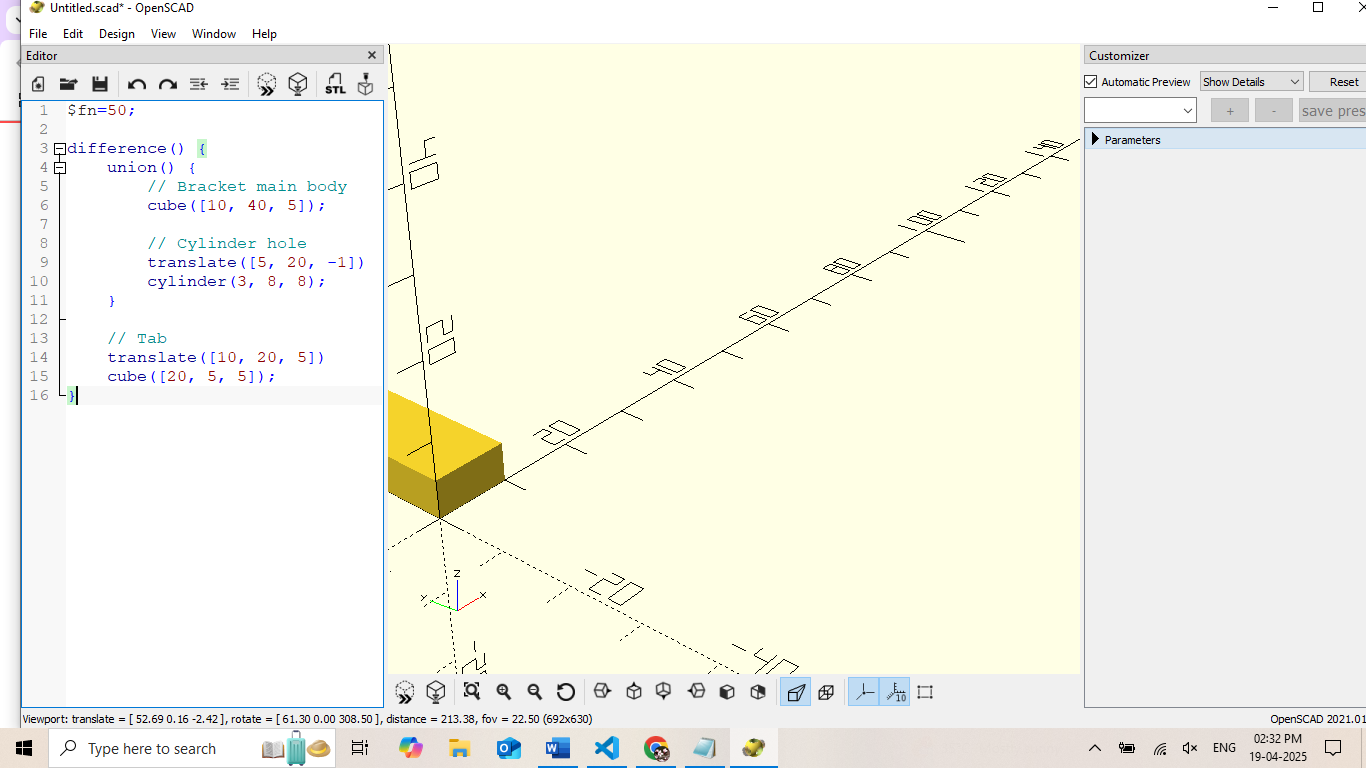 Untitled.scad* - OpenSCAD
File Edit Design View Window Help
Editor
STL
1 $fn=50;
2
3 difference() {
4 union() {
5 // Bracket main body
6 cube([10, 40, 5]);
7
8 // Cylinder hole
9 translate([5, 20, -1])
10 cylinder(3, 8, 8);
11 }
12
13 // Tab
14 translate([10, 20, 5])
15 cube([20, 5, 5]);
16 }
20
40
60
80
100
20
-20
z
x
y
10
Customizer
Automatic Preview Show Details Reset
+ - save pres
Parameters
Viewport: translate = [ 52.69 0.16 -2.42 ], rotate = [ 61.30 0.00 308.50 ], distance = 213.38, fov = 22.50 (692x630)
OpenSCAD 2021.01
Type here to search
ENG
02:32 PM
19-04-2025